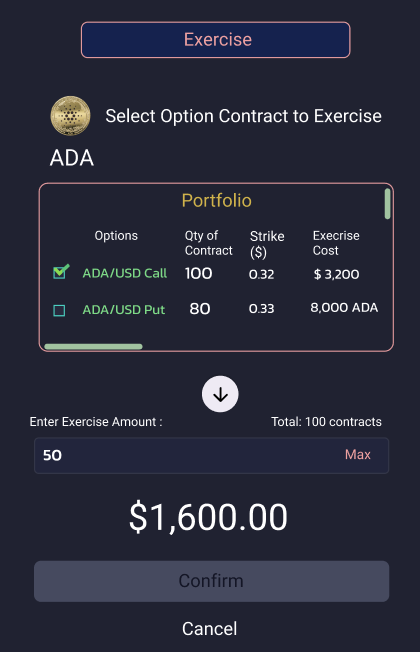 Exercise
Select Option Contract to Exercise
ADA
Portfolio
Options Qty of Contract Strike ($) Execrise Cost
ADA/USD Call 100 0.32 $ 3,200
ADA/USD Put 80 0.33 8,000 ADA
Enter Exercise Amount : Total: 100 contracts
50 Max
$1,600.00
Confirm
Cancel